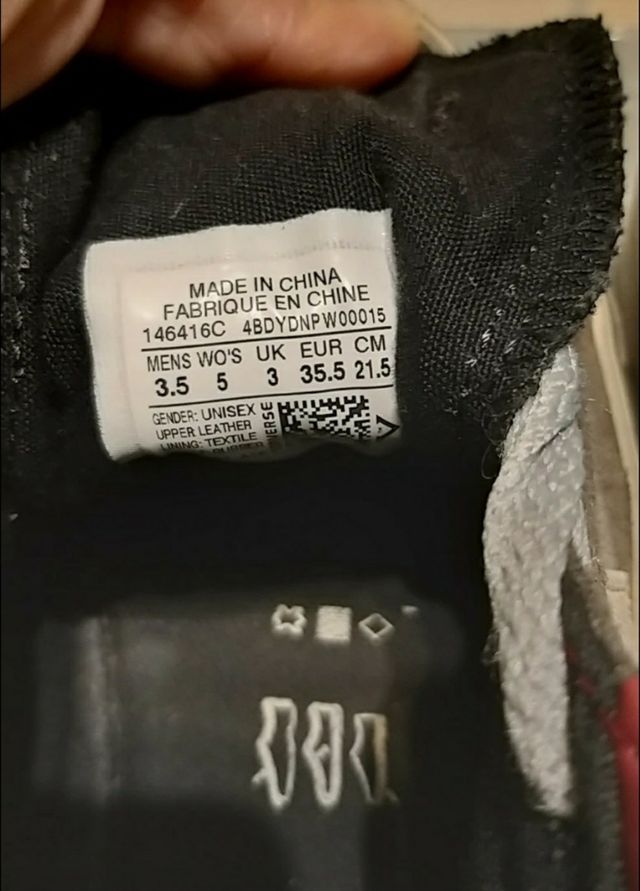 MADE IN CHINA
FABRIQUE EN CHINE
146416C 4BDYDNPW00015
MENS WO'S UK EUR CM
3.5 5 3 35.5 21.5
GENDER: UNISEX
UPPER LEATHER
LINING: TEXTILE